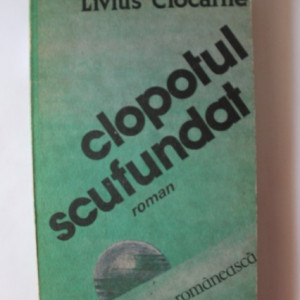 Livius Ciocârlie
clopotul
scufundat
roman
românească